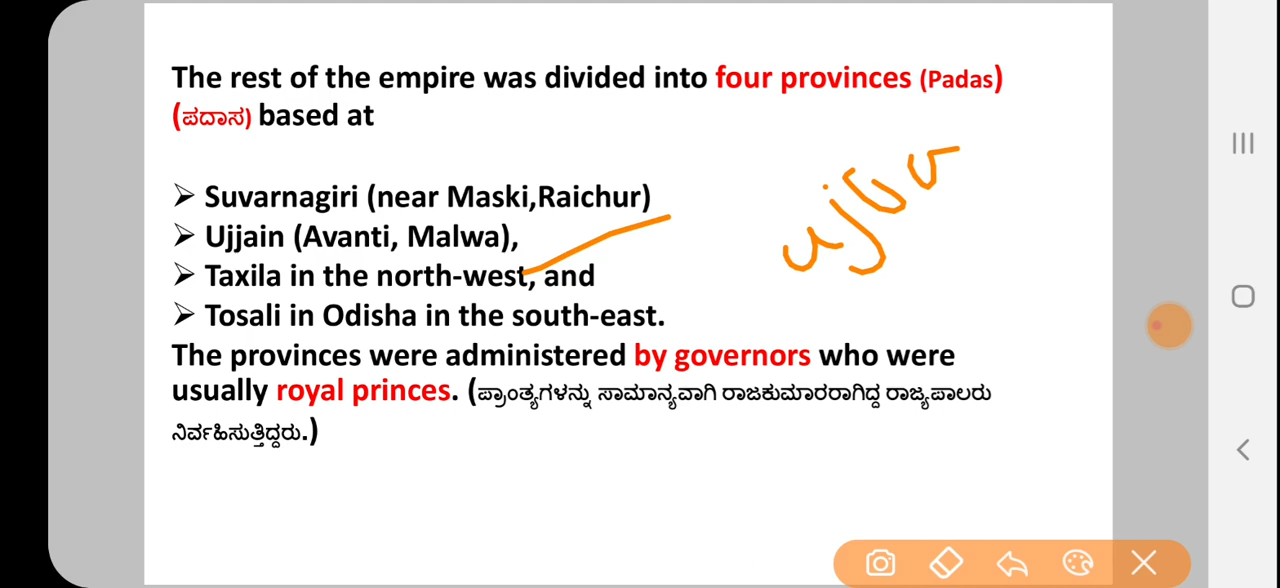 The rest of the empire was divided into four provinces (Padas)
(ಪದಾಸ) based at
➢ Suvarnagiri (near Maski,Raichur)
➢ Ujjain (Avanti, Malwa),
➢ Taxila in the north-west, and
➢ Tosali in Odisha in the south-east.
The provinces were administered by governors who were
usually royal princes. (ಪ್ರಾಂತ್ಯಗಳನ್ನು ಸಾಮಾನ್ಯವಾಗಿ ರಾಜಕುಮಾರರಾಗಿದ್ದ ರಾಜ್ಯಪಾಲರು
ನಿರ್ವಹಿಸುತ್ತಿದ್ದರು.)